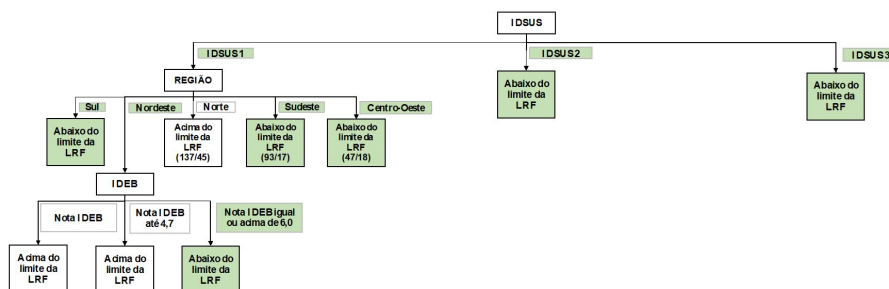 IDSUS
IDSUS1
IDSUS2
IDSUS3
REGIÃO
Abaixo do
limite da
LRF
Abaixo do
limite da
LRF
Sul
Nordeste
Norte
Sudeste
Centro-Oeste
Abaixo do
limite da
LRF
Acima do
limite da
LRF
(137/45)
Abaixo do
limite da
LRF
(93/17)
Abaixo do
limite da
LRF
(47/18)
IDEB
Nota IDEB
Nota IDEB
até 4,7
Nota IDEB igual
ou acima de 6,0
Acima do
limite da
LRF
Acima do
limite da
LRF
Abaixo do
limite da
LRF